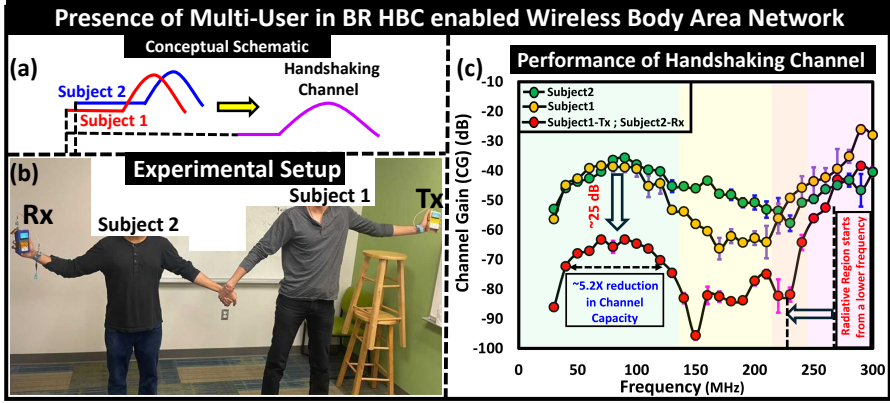 Presence of Multi-User in BR HBC enabled Wireless Body Area Network
Conceptual Schematic
(a)
Subject 2
Subject 1
Handshaking
Channel
(b)
Experimental Setup
Rx
Subject 2
Subject 1
Tx
(c)
Performance of Handshaking Channel
Channel Gain (CG) (dB)
-10
-20
-30
-40
-50
-60
-70
-80
-90
-100
Subject2
Subject1
Subject1-Tx ; Subject2-Rx
~25 dB
~5.2X reduction
in Channel
Capacity
Radiative Region starts
from a lower frequency
0
50
100
150
200
250
300
Frequency (MHz)